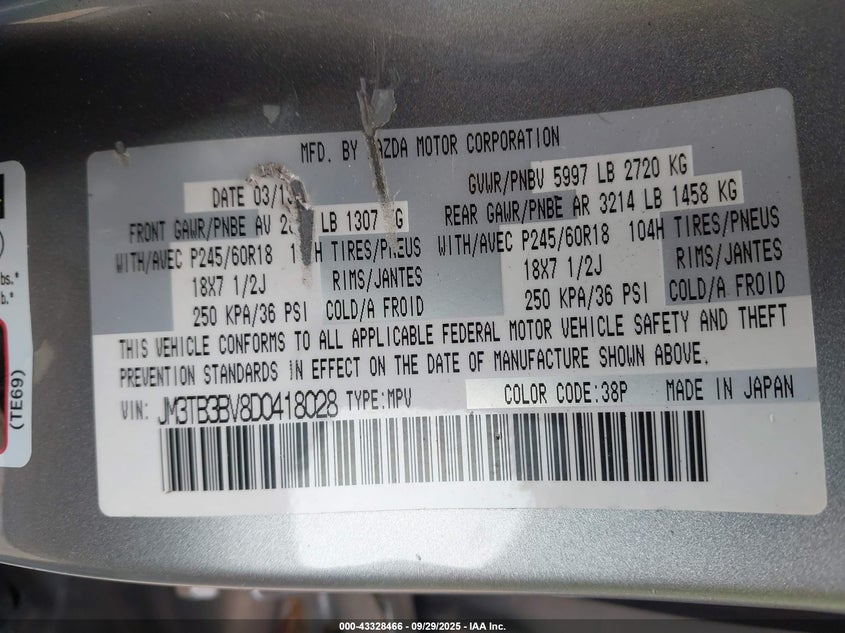 MFD. BY MAZDA MOTOR CORPORATION
DATE 03/1
GVWR/PNBV 5997 LB 2720 KG
FRONT GAWR/PNBE AV LB 1307 KG
REAR GAWR/PNBE AR 3214 LB 1458 KG
WITH/AVEC P245/60R18 TIRES/PNEUS
WITH/AVEC P245/60R18 104H TIRES/PNEUS
18X7 1/2J RIMS/JANTES
18X7 1/2J RIMS/JANTES
250 KPA/36 PSI COLD/A FROID
250 KPA/36 PSI COLD/A FROID
THIS VEHICLE CONFORMS TO ALL APPLICABLE FEDERAL MOTOR VEHICLE SAFETY AND THEFT
PREVENTION STANDARDS IN EFFECT ON THE DATE OF MANUFACTURE SHOWN ABOVE.
VIN: JM3TB3BV8D0418028 TYPE:MPV COLOR CODE:38P MADE IN JAPAN
(TE69)
000-43328466 - 09/29/2025 - IAA Inc.